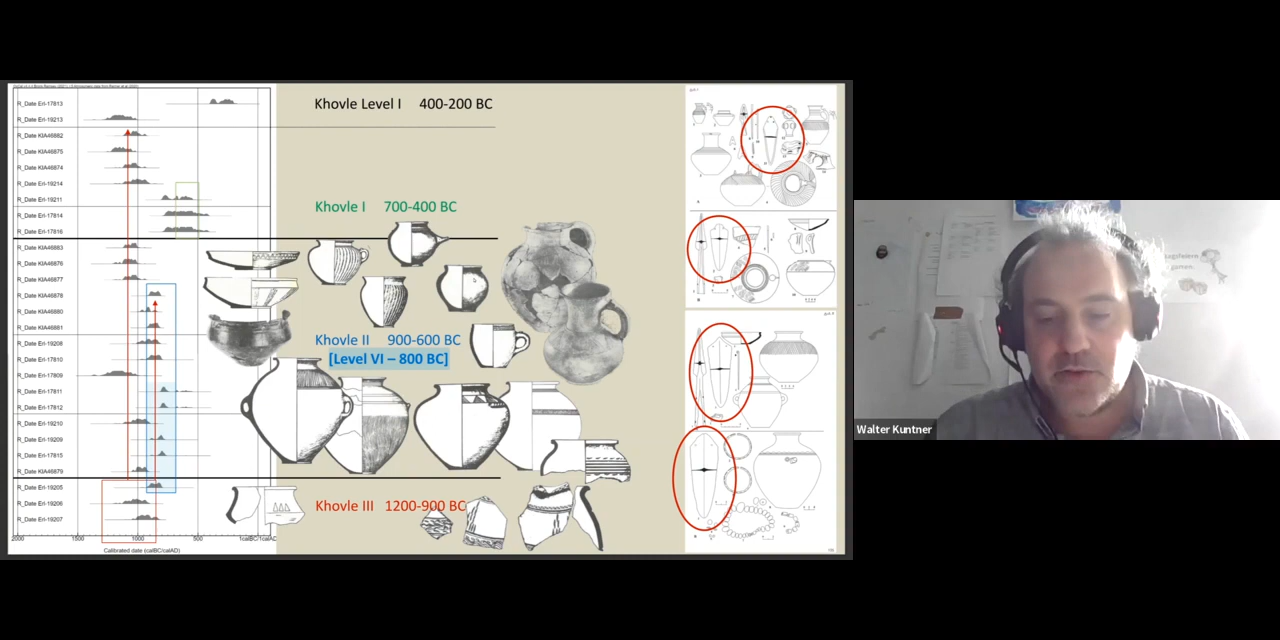 R_Date Erl-17813
R_Date Erl-19213
R_Date KIA46882
R_Date KIA46875
R_Date KIA46874
R_Date Erl-19214
R_Date Erl-19211
R_Date Erl-17814
R_Date Erl-17816
R_Date KIA46883
R_Date KIA46876
R_Date KIA46877
R_Date KIA46878
R_Date KIA46880
R_Date KIA46881
R_Date Erl-19208
R_Date Erl-17810
R_Date Erl-17809
R_Date Erl-17811
R_Date Erl-17812
R_Date Erl-19210
R_Date Erl-19209
R_Date Erl-17815
R_Date KIA46879
R_Date Erl-19205
R_Date Erl-19206
R_Date Erl-19207
2000 1500 1000 500 1calBC/1calAD
Calibrated date (calBC/calAD)
Khovle Level I 400-200 BC
Khovle I 700-400 BC
Khovle II 900-600 BC
[Level VI – 800 BC]
Khovle III 1200-900 BC
Walter Kuntner